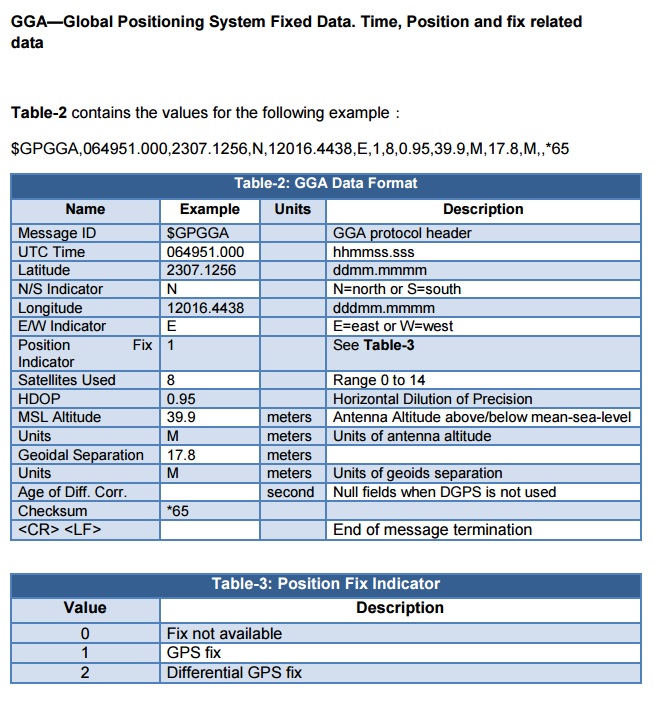 GGA—Global Positioning System Fixed Data. Time, Position and fix related
data
Table-2 contains the values for the following example :
$GPGGA,064951.000,2307.1256,N,12016.4438,E,1,8,0.95,39.9,M,17.8,M,,*65
Table-2: GGA Data Format
Name Example Units Description
Message ID $GPGGA GGA protocol header
UTC Time 064951.000 hhmmss.sss
Latitude 2307.1256 ddmm.mmmm
N/S Indicator N N=north or S=south
Longitude 12016.4438 dddmm.mmmm
E/W Indicator E E=east or W=west
Position Fix 1 See Table-3
Indicator
Satellites Used 8 Range 0 to 14
HDOP 0.95 Horizontal Dilution of Precision
MSL Altitude 39.9 meters Antenna Altitude above/below mean-sea-level
Units M meters Units of antenna altitude
Geoidal Separation 17.8 meters
Units M meters Units of geoids separation
Age of Diff. Corr. second Null fields when DGPS is not used
Checksum *65
<CR> <LF> End of message termination
Table-3: Position Fix Indicator
Value Description
0 Fix not available
1 GPS fix
2 Differential GPS fix